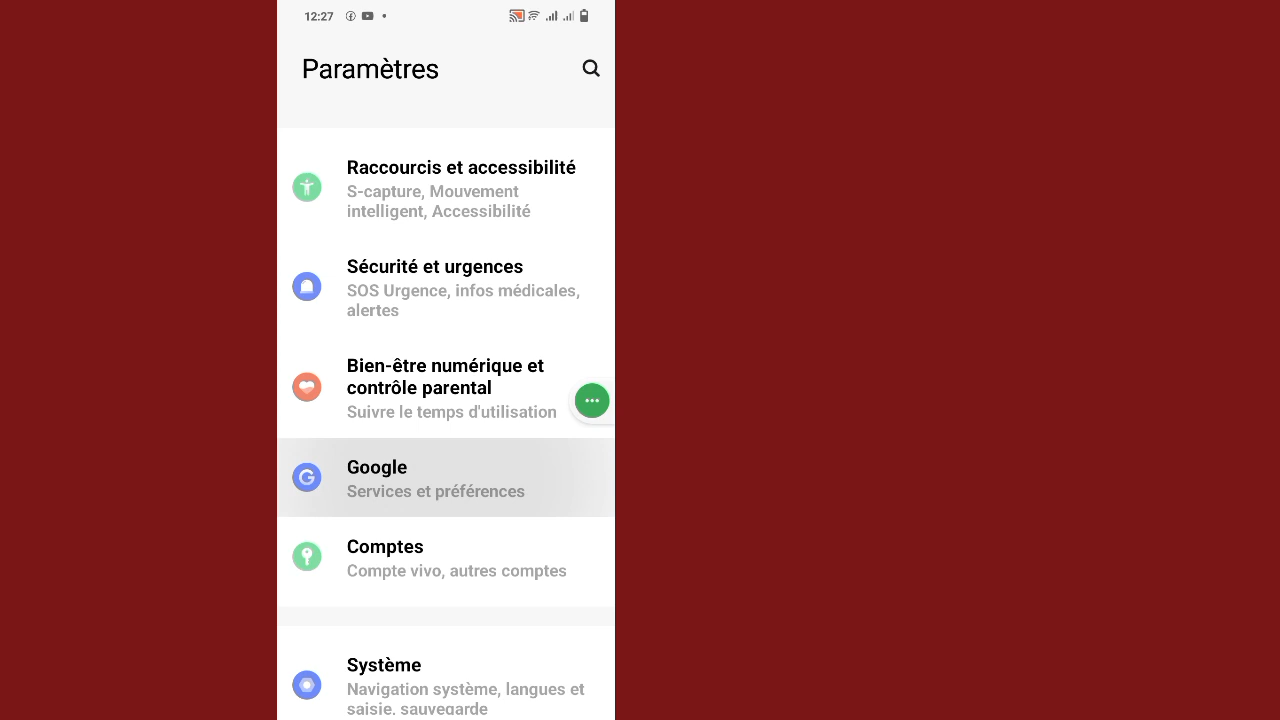 12:27
Paramètres
Raccourcis et accessibilité
S-capture, Mouvement
intelligent, Accessibilité
Sécurité et urgences
SOS Urgence, infos médicales,
alertes
Bien-être numérique et
contrôle parental
Suivre le temps d'utilisation
Google
Services et préférences
Comptes
Compte vivo, autres comptes
Système
Navigation système, langues et
saisie, sauvegarde